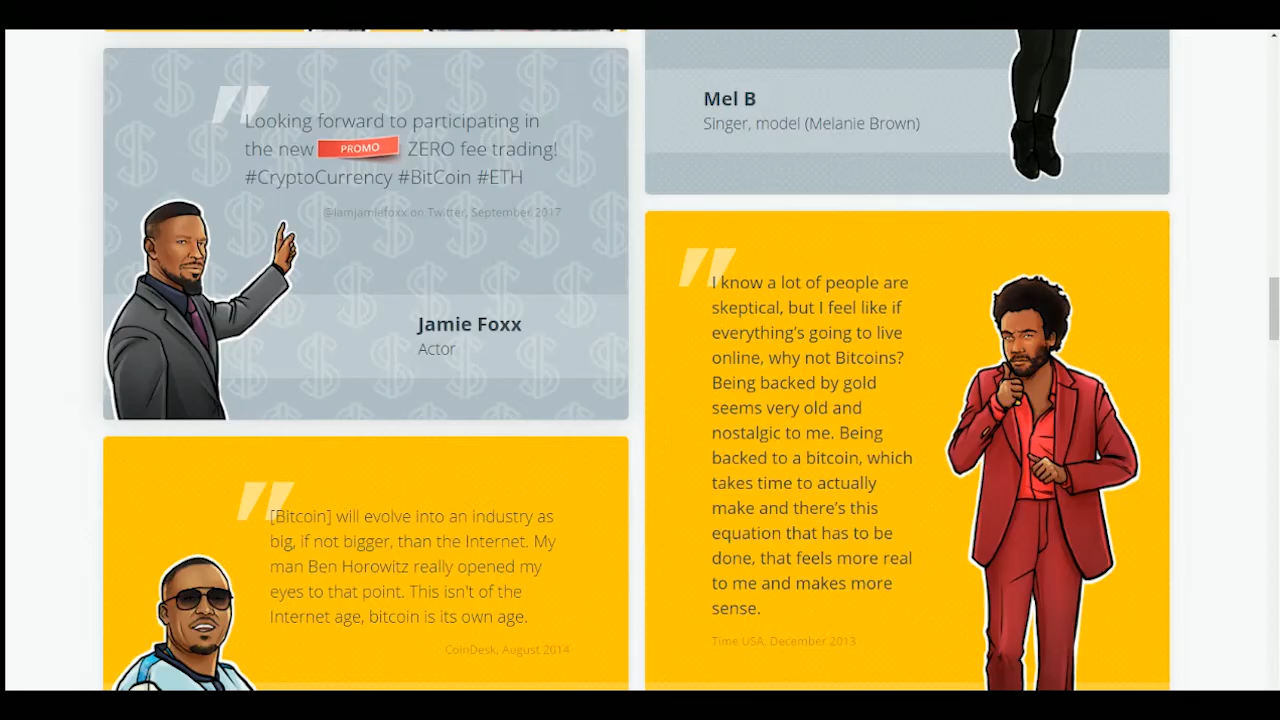 Looking forward to participating in
the new PROMO ZERO fee trading!
#CryptoCurrency #BitCoin #ETH
@iamjamiefoxx on Twitter, September 2017
Jamie Foxx
Actor
[Bitcoin] will evolve into an industry as
big, if not bigger, than the Internet. My
man Ben Horowitz really opened my
eyes to that point. This isn't of the
Internet age, bitcoin is its own age.
CoinDesk, August 2014
Mel B
Singer, model (Melanie Brown)
I know a lot of people are
skeptical, but I feel like if
everything's going to live
online, why not Bitcoins?
Being backed by gold
seems very old and
nostalgic to me. Being
backed to a bitcoin, which
takes time to actually
make and there's this
equation that has to be
done, that feels more real
to me and makes more
sense.
Time USA, December 2013